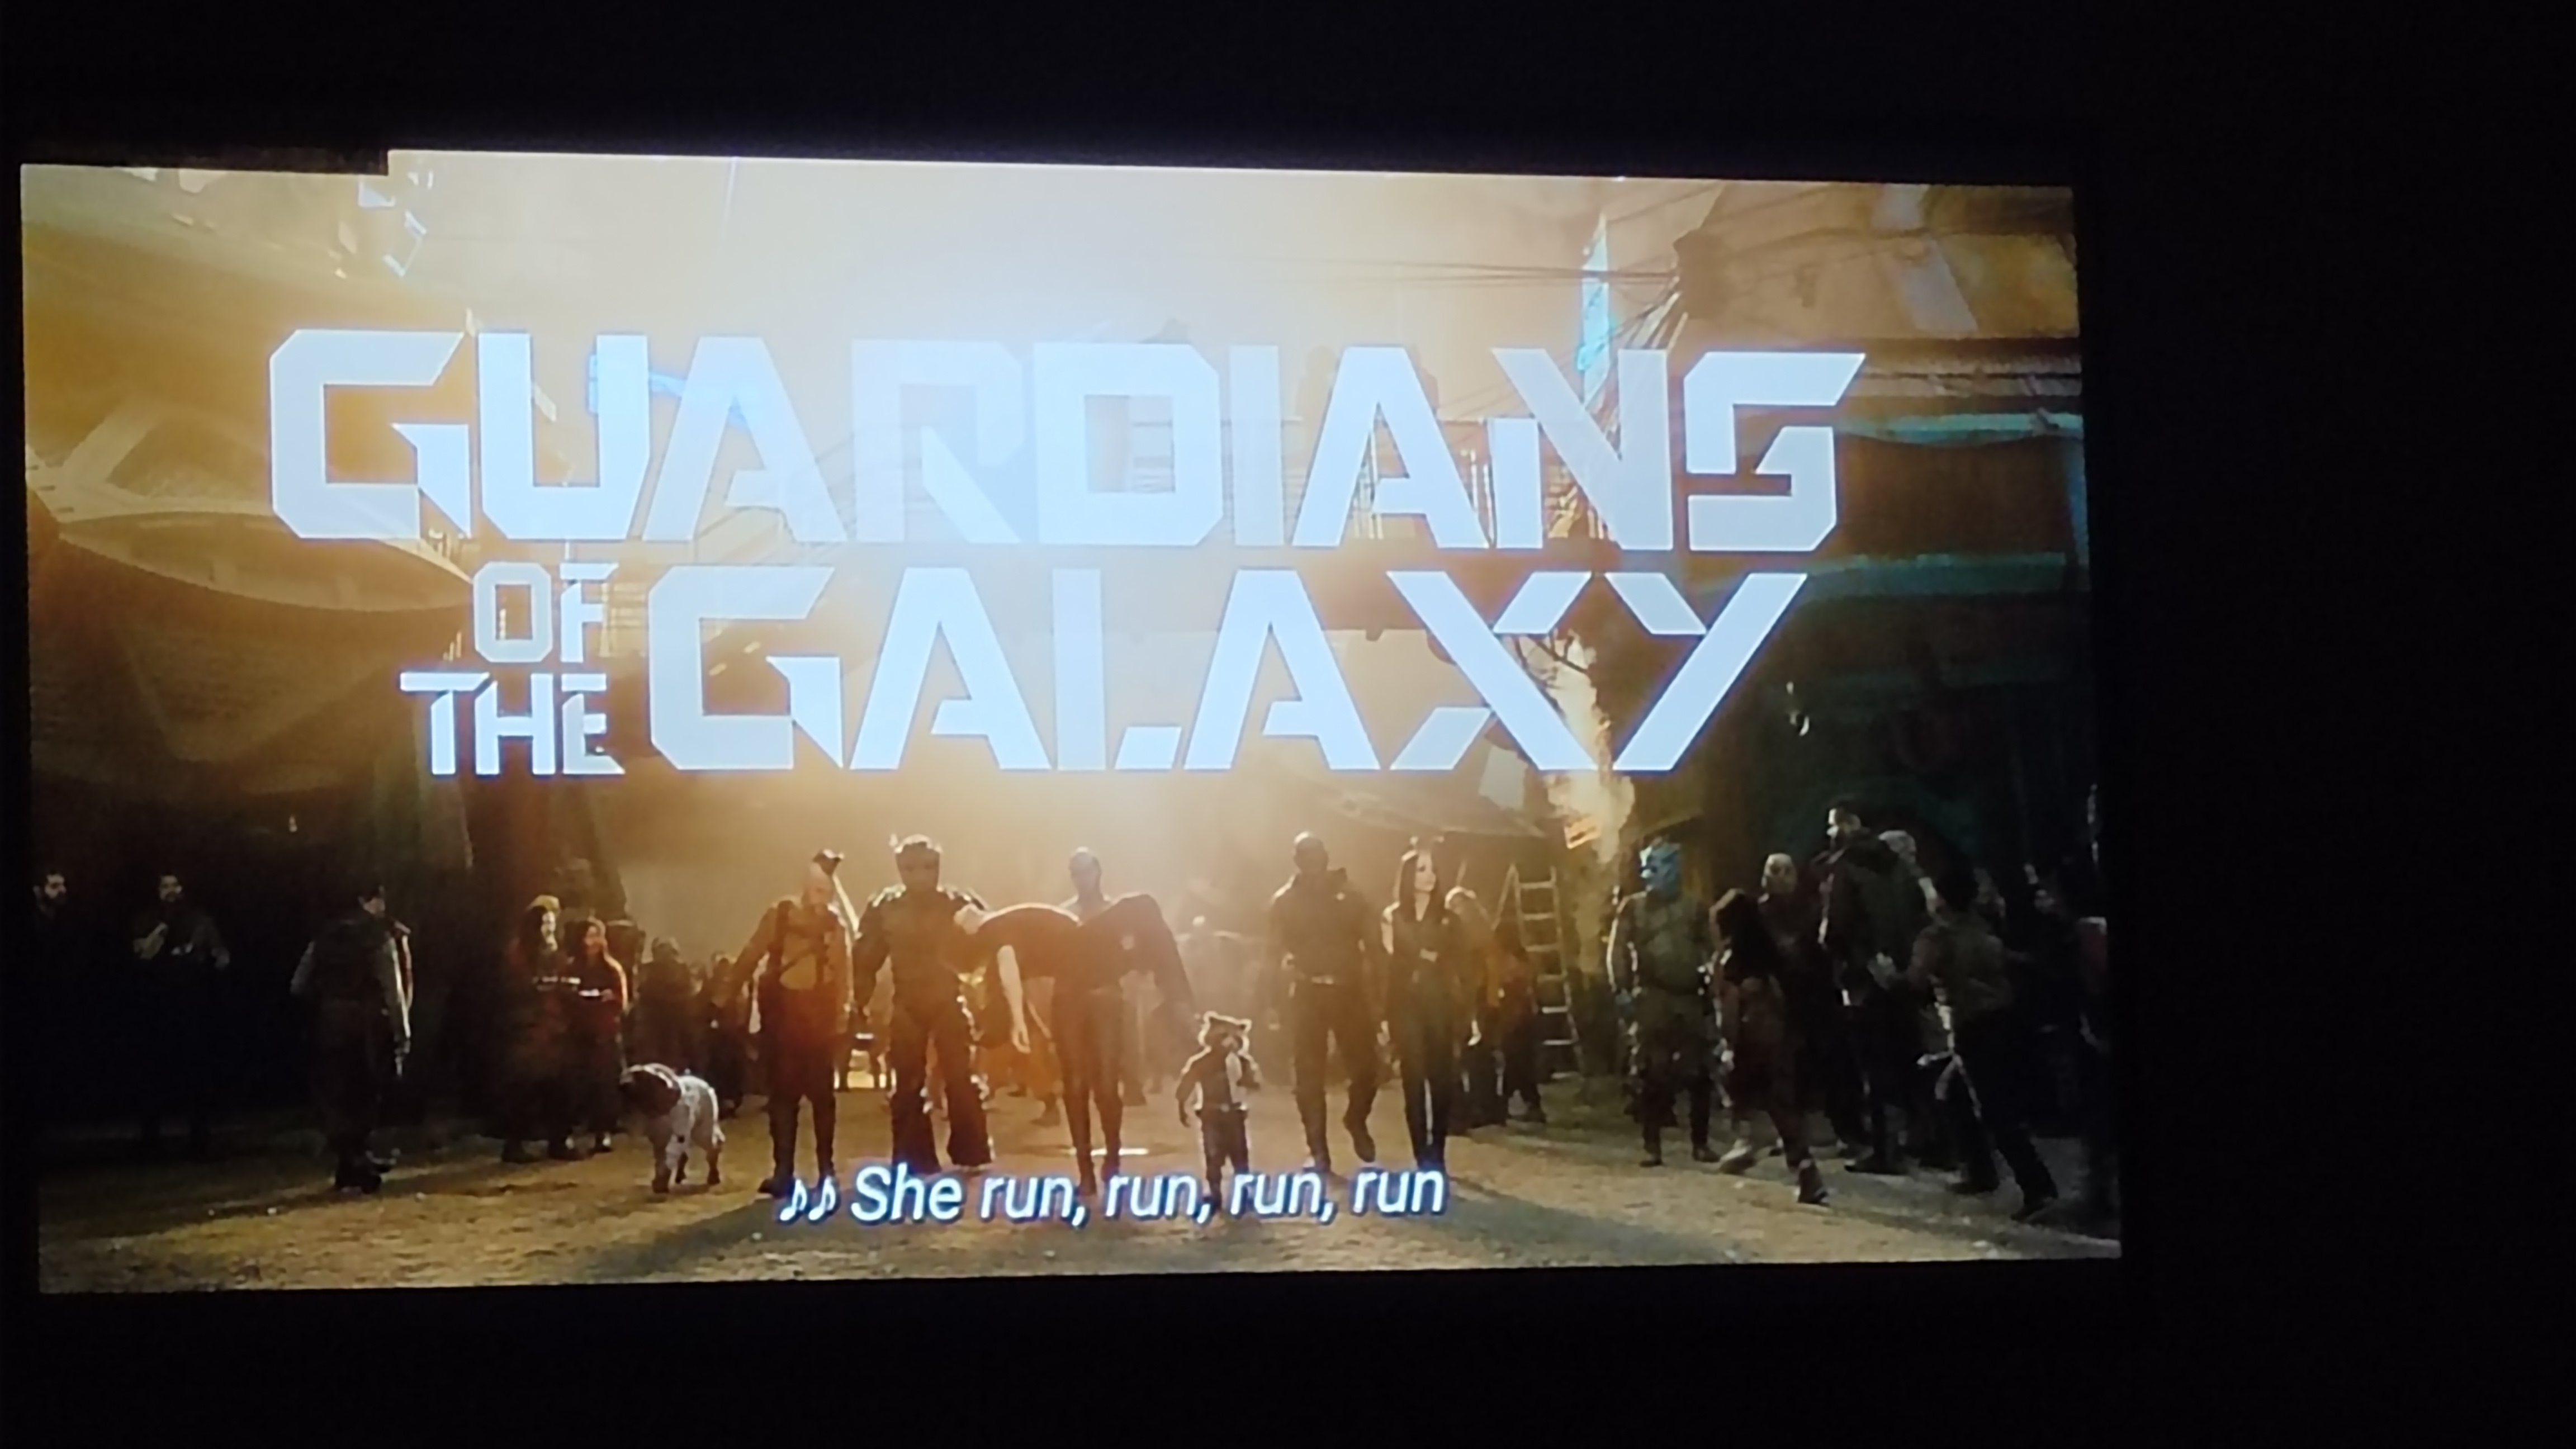 GUARDIANS
OF
THE GALAXY
♪♪ She run, run, run, run